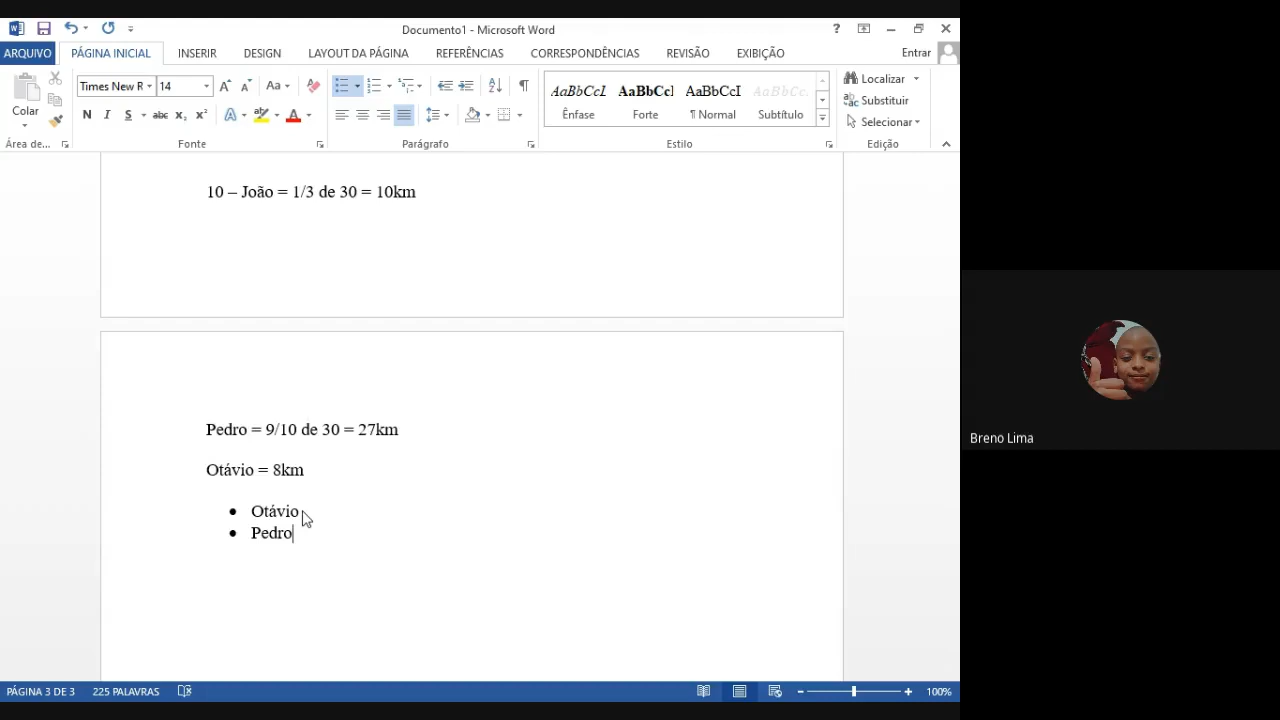 Documento1 - Microsoft Word
ARQUIVO PÁGINA INICIAL INSERIR DESIGN LAYOUT DA PÁGINA REFERÊNCIAS CORRESPONDÊNCIAS REVISÃO EXIBIÇÃO Entrar
Colar
Times New R 14
AaBbCcI AaBbCcI AaBbCcI AaBbCc.
Ênfase Forte ¶ Normal Subtítulo
Localizar
Substituir
Selecionar
Área de... Fonte Parágrafo Estilo Edição
10 – João = 1/3 de 30 = 10km
Pedro = 9/10 de 30 = 27km
Otávio = 8km
• Otávio
• Pedro
Breno Lima
PÁGINA 3 DE 3 225 PALAVRAS 100%